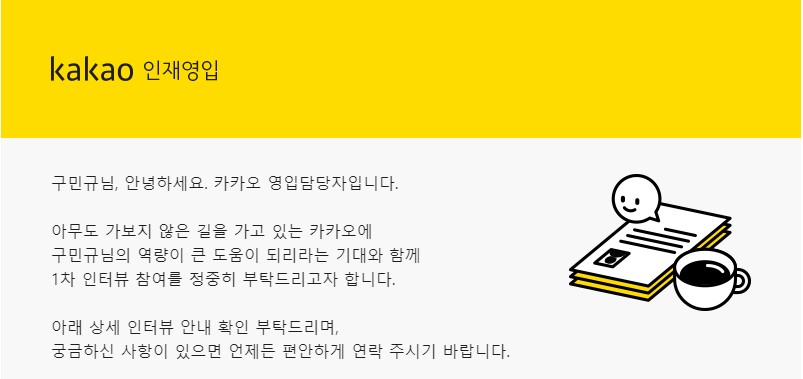 kakao 인재영입
구민규님, 안녕하세요. 카카오 영입담당자입니다.
아무도 가보지 않은 길을 가고 있는 카카오에
구민규님의 역량이 큰 도움이 되리라는 기대와 함께
1차 인터뷰 참여를 정중히 부탁드리고자 합니다.
아래 상세 인터뷰 안내 확인 부탁드리며,
궁금하신 사항이 있으면 언제든 편안하게 연락 주시기 바랍니다.